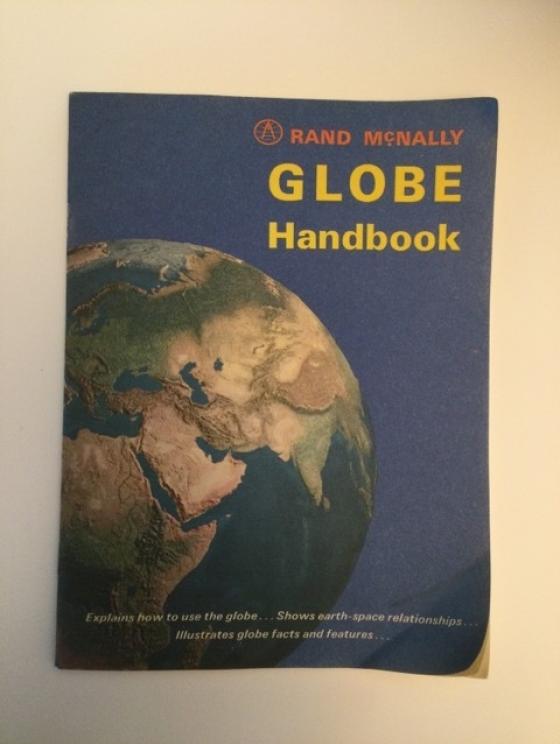 RAND McNALLY
GLOBE
Handbook
Explains how to use the globe... Shows earth-space relationships...
Illustrates globe facts and features...